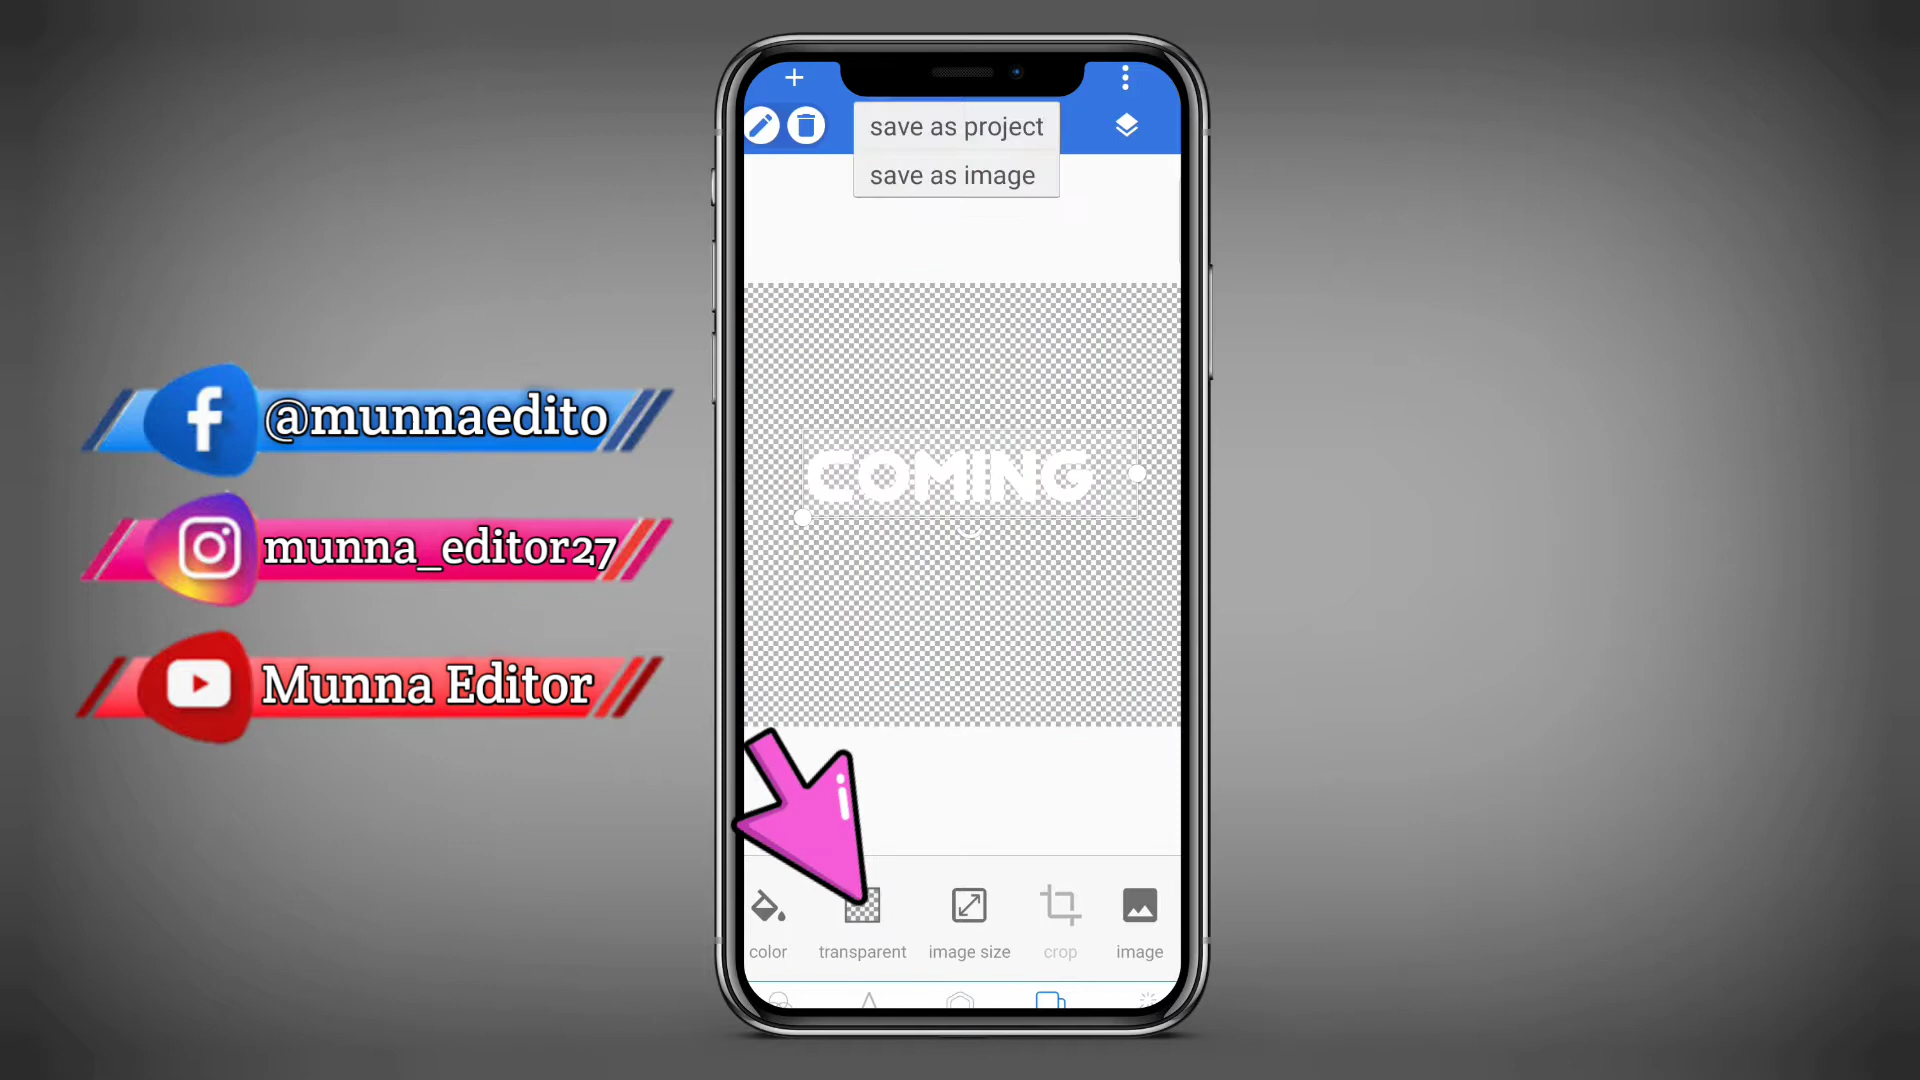 save as project
save as image
@munnaedito
COMING
munna_editor27
Munna Editor
color transparent image size crop image